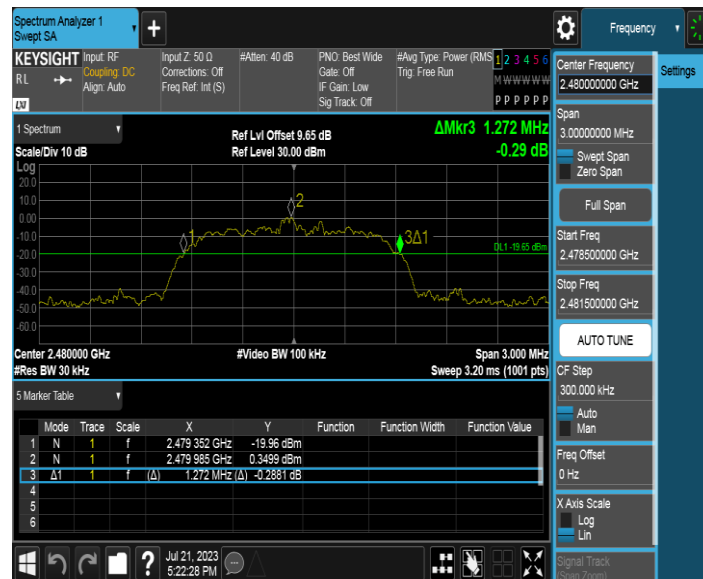 Spectrum Analyzer 1
Swept SA
+
Frequency
KEYSIGHT
RL
LXI
Input: RF
Coupling: DC
Align: Auto
Input Z: 50 Ω
Corrections: Off
Freq Ref: Int (S)
#Atten: 40 dB
PNO: Best Wide
Gate: Off
IF Gain: Low
Sig Track: Off
#Avg Type: Power (RMS
Trig: Free Run
1 2 3 4 5 6
M W W W W W
P P P P P P
1 Spectrum
Scale/Div 10 dB
Ref Lvl Offset 9.65 dB
Ref Level 30.00 dBm
ΔMkr3 1.272 MHz
-0.29 dB
Log
20.0
10.0
0.00
-10.0
-20.0
-30.0
-40.0
-50.0
-60.0
1
2
3Δ1
DL1 -19.65 dBm
Center 2.480000 GHz
#Res BW 30 kHz
#Video BW 100 kHz
Span 3.000 MHz
Sweep 3.20 ms (1001 pts)
5 Marker Table
Mode Trace Scale X Y Function Function Width Function Value
1 N 1 f 2.479 352 GHz -19.96 dBm
2 N 1 f 2.479 985 GHz 0.3499 dBm
3 Δ1 1 f (Δ) 1.272 MHz (Δ) -0.2881 dB
4
5
6
? Jul 21, 2023
5:22:28 PM
Settings
Center Frequency
2.480000000 GHz
Span
3.00000000 MHz
Swept Span
Zero Span
Full Span
Start Freq
2.478500000 GHz
Stop Freq
2.481500000 GHz
AUTO TUNE
CF Step
300.000 kHz
Auto
Man
Freq Offset
0 Hz
X Axis Scale
Log
Lin
Signal Track
(Span Zoom)